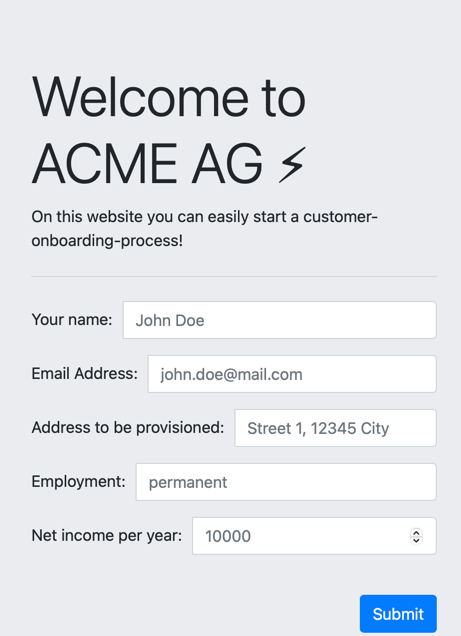 Welcome to
ACME AG ⚡
On this website you can easily start a customer-
onboarding-process!
Your name: John Doe
Email Address: john.doe@mail.com
Address to be provisioned: Street 1, 12345 City
Employment: permanent
Net income per year: 10000
Submit